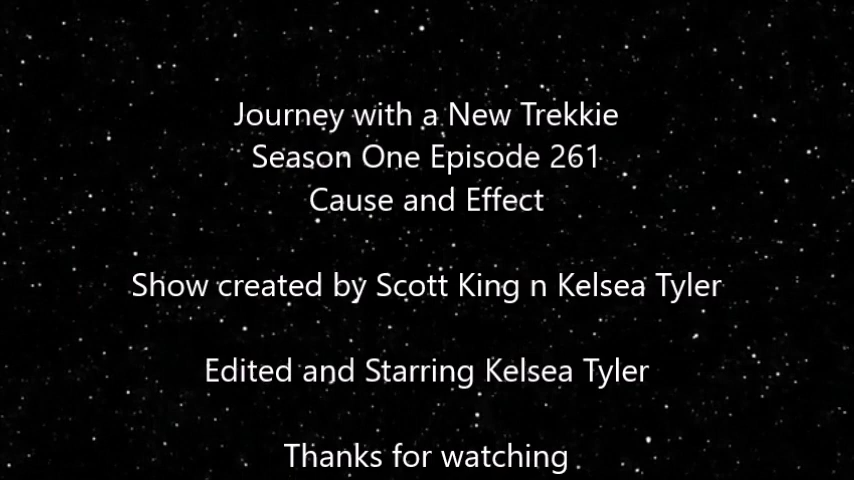 Journey with a New Trekkie
Season One Episode 261
Cause and Effect
Show created by Scott King n Kelsea Tyler
Edited and Starring Kelsea Tyler
Thanks for watching